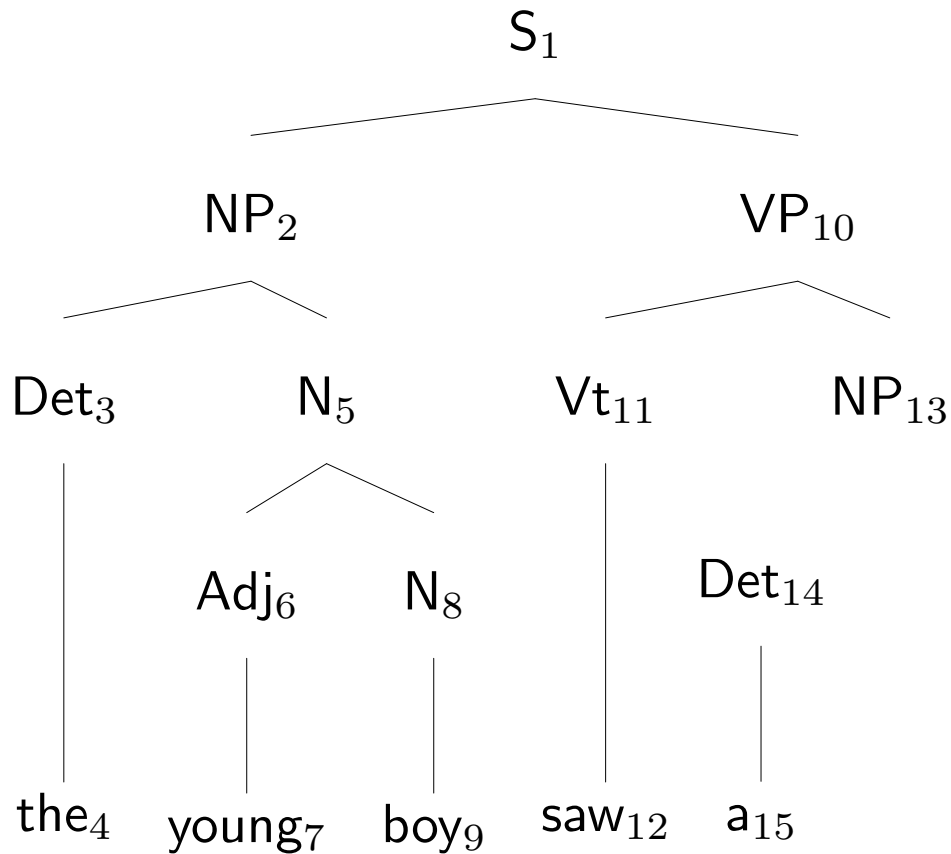 S₁
NP₂ VP₁₀
Det₃ N₅ Vt₁₁ NP₁₃
Adj₆ N₈ Det₁₄
the₄ young₇ boy₉ saw₁₂ a₁₅